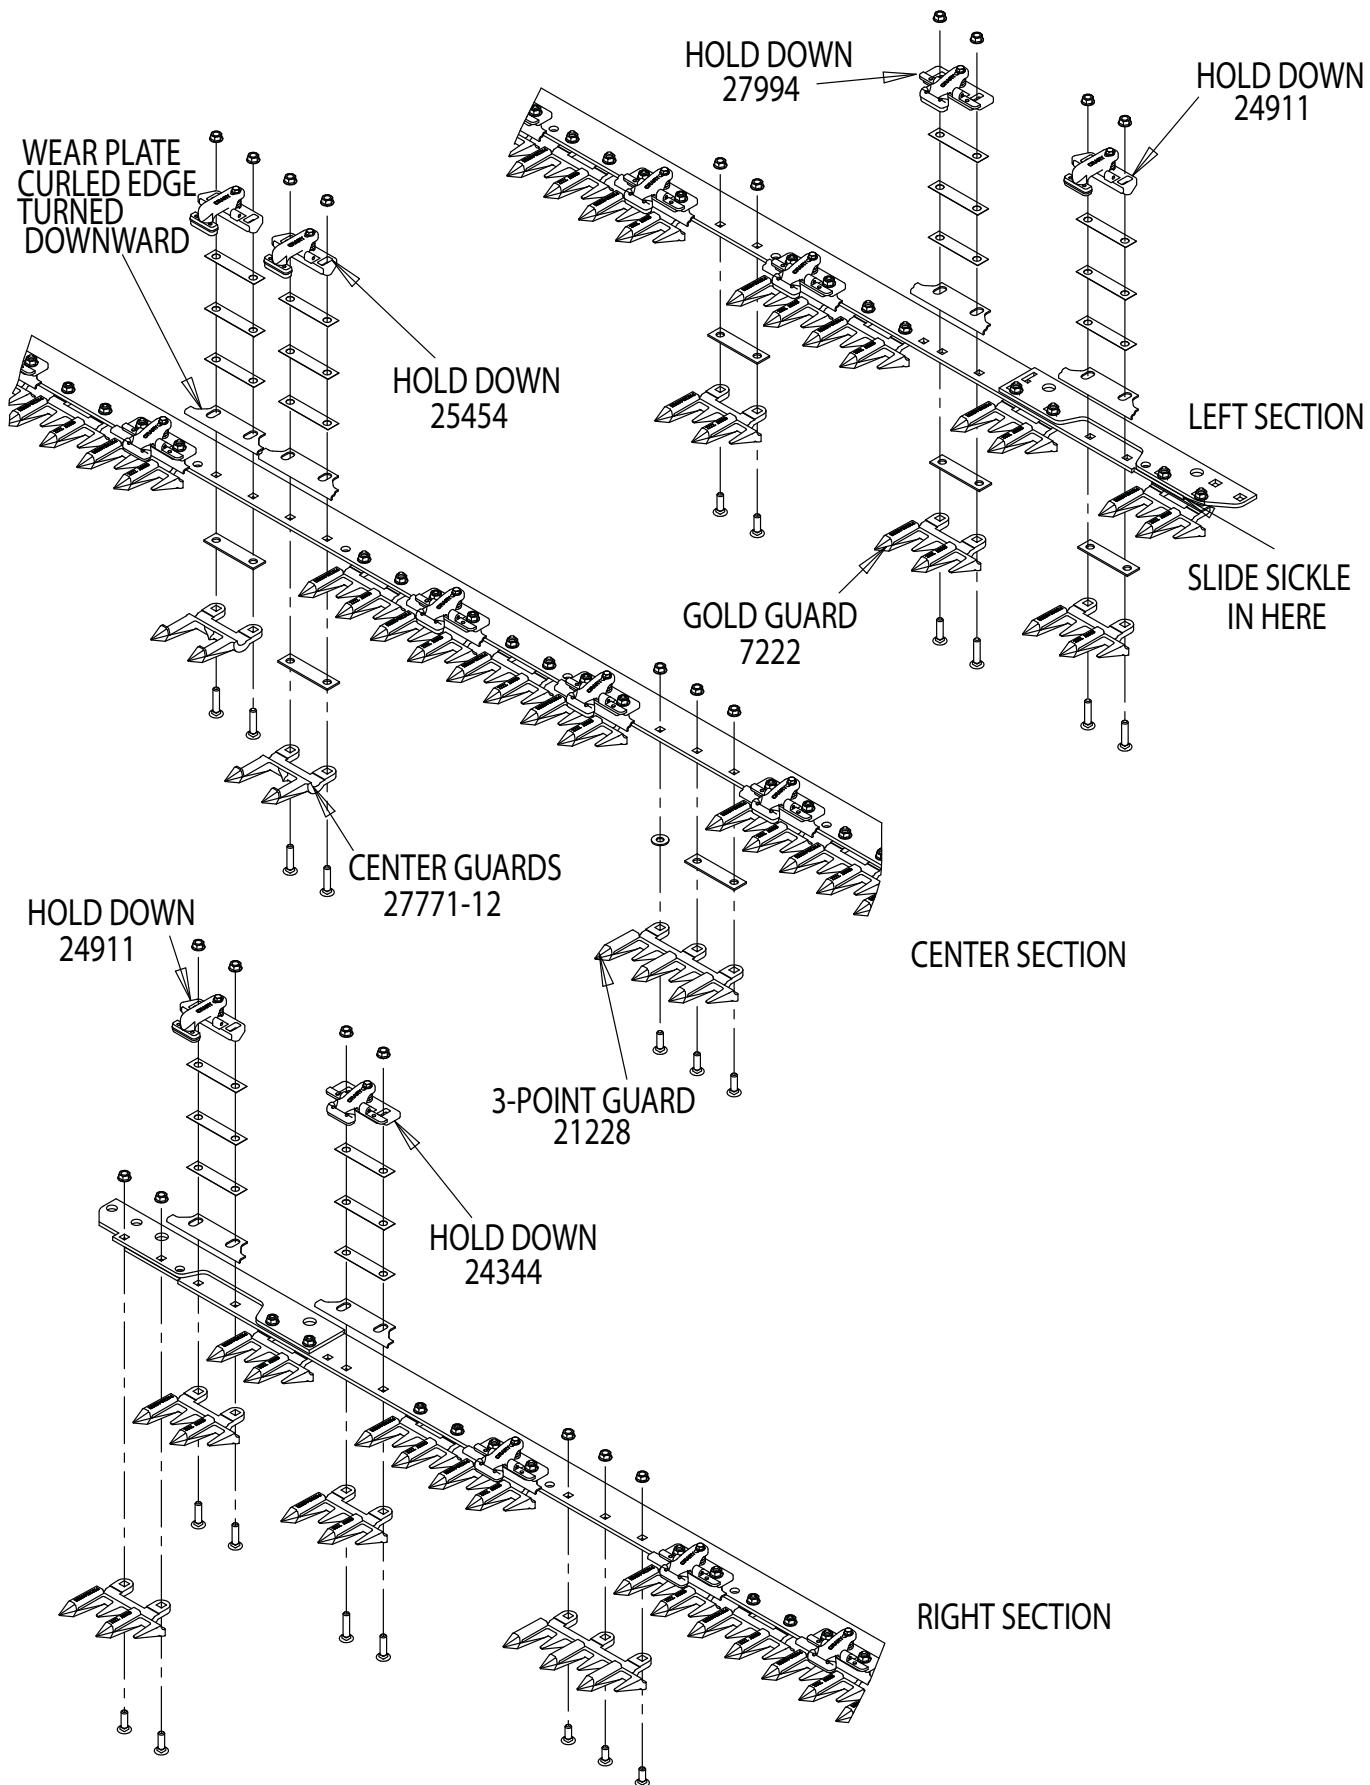 HOLD DOWN
27994
HOLD DOWN
24911
WEAR PLATE
CURLED EDGE
TURNED
DOWNWARD
HOLD DOWN
25454
LEFT SECTION
SLIDE SICKLE
IN HERE
GOLD GUARD
7222
CENTER GUARDS
27771-12
HOLD DOWN
24911
CENTER SECTION
3-POINT GUARD
21228
HOLD DOWN
24344
RIGHT SECTION